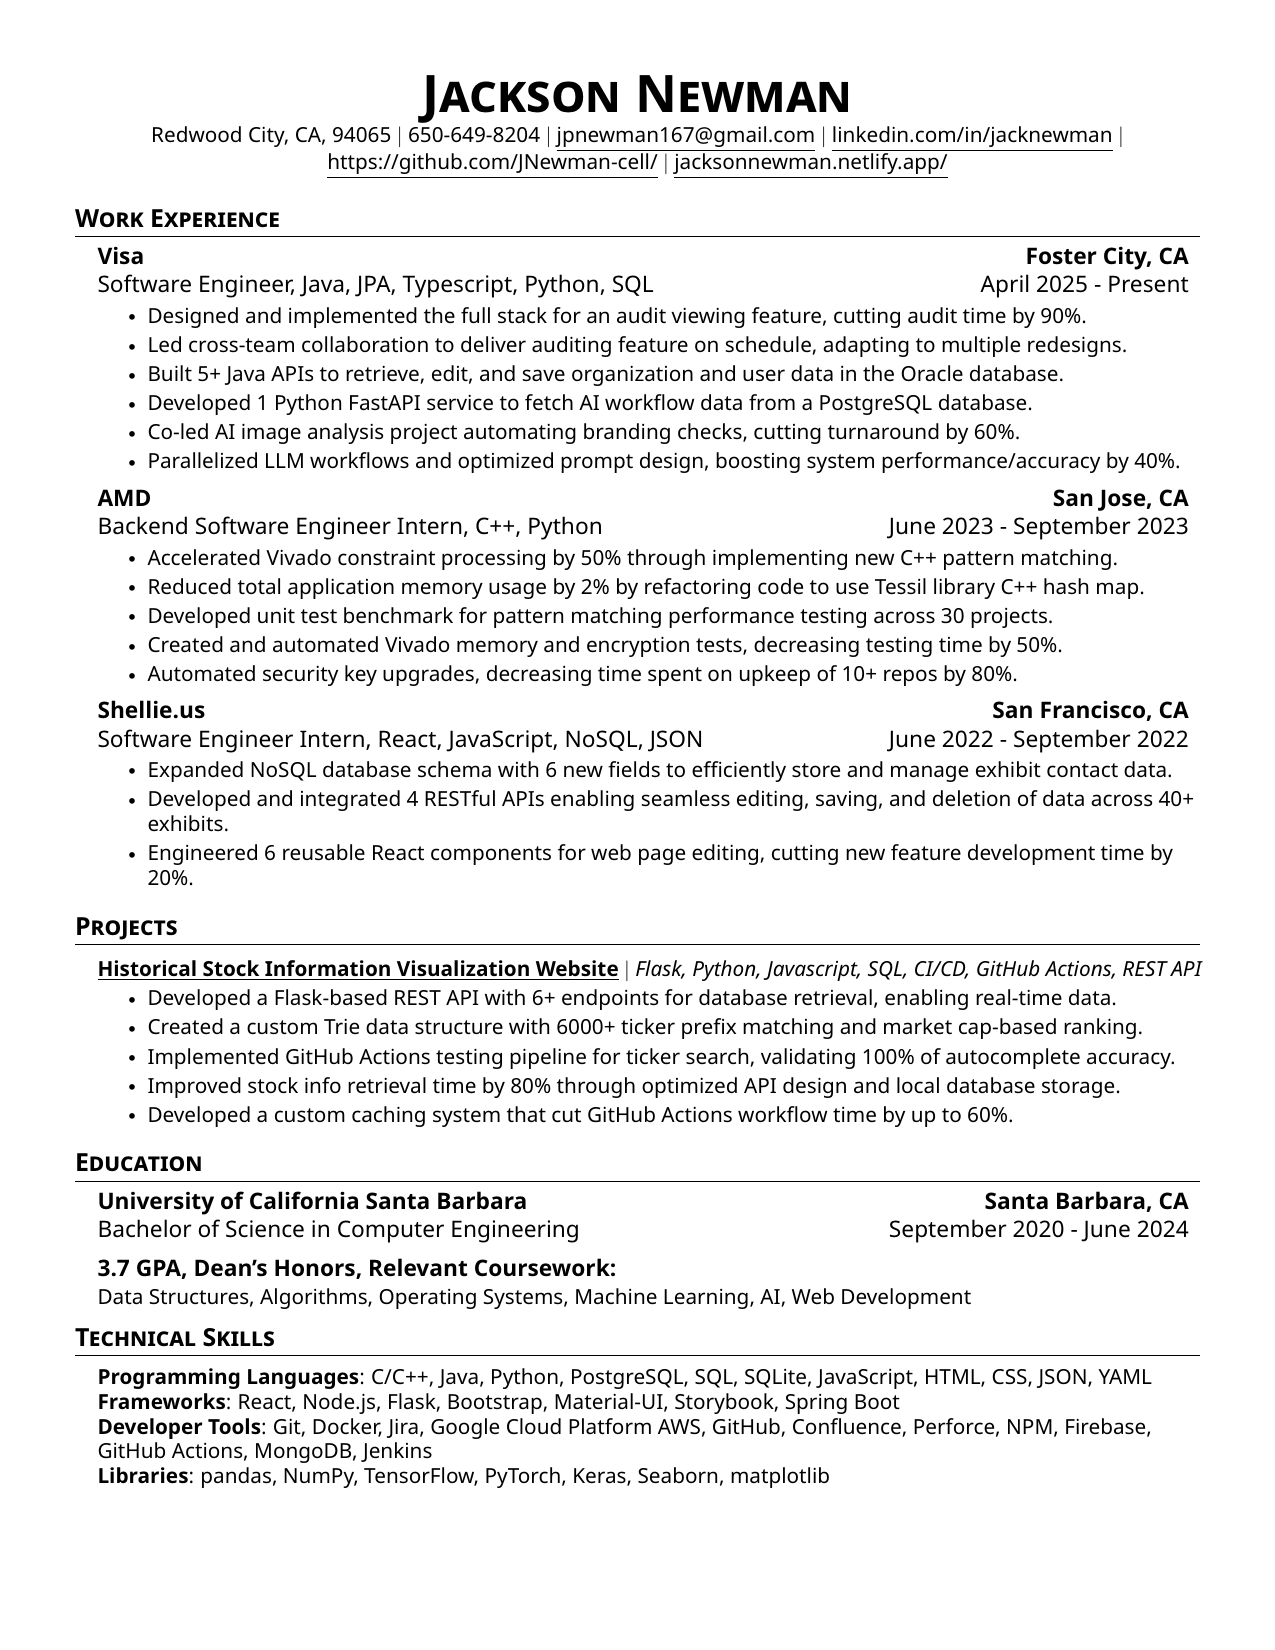 Jackson Newman
Redwood City, CA, 94065 | 650-649-8204 | jpnewman167@gmail.com | linkedin.com/in/jacknewman |
https://github.com/JNewman-cell/ | jacksonnewman.netlify.app/
Work Experience
Visa Foster City, CA
Software Engineer, Java, JPA, Typescript, Python, SQL April 2025 - Present
• Designed and implemented the full stack for an audit viewing feature, cutting audit time by 90%.
• Led cross-team collaboration to deliver auditing feature on schedule, adapting to multiple redesigns.
• Built 5+ Java APIs to retrieve, edit, and save organization and user data in the Oracle database.
• Developed 1 Python FastAPI service to fetch AI workflow data from a PostgreSQL database.
• Co-led AI image analysis project automating branding checks, cutting turnaround by 60%.
• Parallelized LLM workflows and optimized prompt design, boosting system performance/accuracy by 40%.
AMD San Jose, CA
Backend Software Engineer Intern, C++, Python June 2023 - September 2023
• Accelerated Vivado constraint processing by 50% through implementing new C++ pattern matching.
• Reduced total application memory usage by 2% by refactoring code to use Tessil library C++ hash map.
• Developed unit test benchmark for pattern matching performance testing across 30 projects.
• Created and automated Vivado memory and encryption tests, decreasing testing time by 50%.
• Automated security key upgrades, decreasing time spent on upkeep of 10+ repos by 80%.
Shellie.us San Francisco, CA
Software Engineer Intern, React, JavaScript, NoSQL, JSON June 2022 - September 2022
• Expanded NoSQL database schema with 6 new fields to efficiently store and manage exhibit contact data.
• Developed and integrated 4 RESTful APIs enabling seamless editing, saving, and deletion of data across 40+
exhibits.
• Engineered 6 reusable React components for web page editing, cutting new feature development time by
20%.
Projects
Historical Stock Information Visualization Website | Flask, Python, Javascript, SQL, CI/CD, GitHub Actions, REST API
• Developed a Flask-based REST API with 6+ endpoints for database retrieval, enabling real-time data.
• Created a custom Trie data structure with 6000+ ticker prefix matching and market cap-based ranking.
• Implemented GitHub Actions testing pipeline for ticker search, validating 100% of autocomplete accuracy.
• Improved stock info retrieval time by 80% through optimized API design and local database storage.
• Developed a custom caching system that cut GitHub Actions workflow time by up to 60%.
Education
University of California Santa Barbara Santa Barbara, CA
Bachelor of Science in Computer Engineering September 2020 - June 2024
3.7 GPA, Dean’s Honors, Relevant Coursework:
Data Structures, Algorithms, Operating Systems, Machine Learning, AI, Web Development
Technical Skills
Programming Languages: C/C++, Java, Python, PostgreSQL, SQL, SQLite, JavaScript, HTML, CSS, JSON, YAML
Frameworks: React, Node.js, Flask, Bootstrap, Material-UI, Storybook, Spring Boot
Developer Tools: Git, Docker, Jira, Google Cloud Platform AWS, GitHub, Confluence, Perforce, NPM, Firebase,
GitHub Actions, MongoDB, Jenkins
Libraries: pandas, NumPy, TensorFlow, PyTorch, Keras, Seaborn, matplotlib